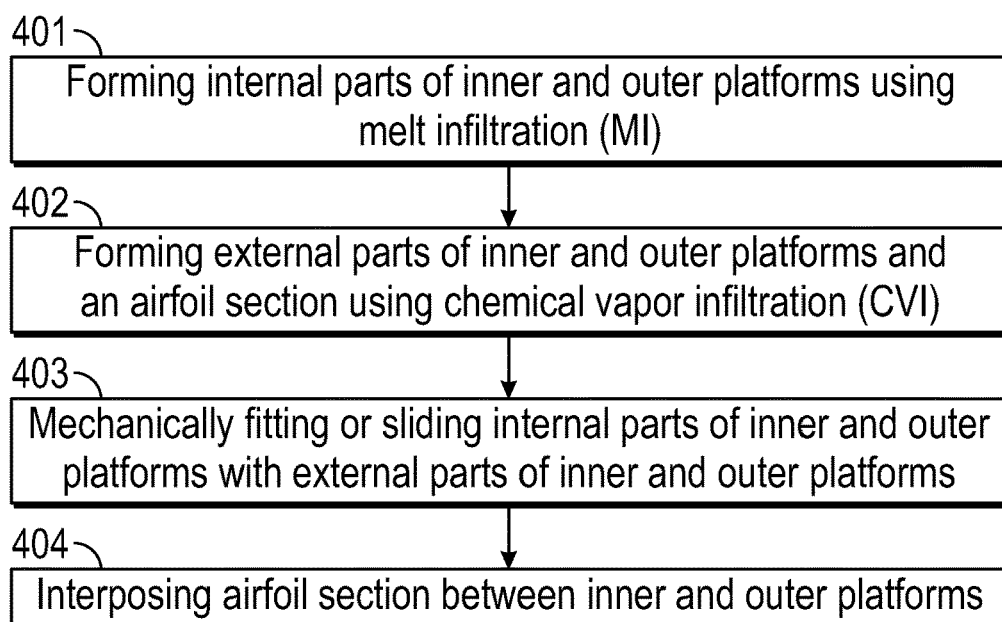 401
Forming internal parts of inner and outer platforms using
melt infiltration (MI)
402
Forming external parts of inner and outer platforms and
an airfoil section using chemical vapor infiltration (CVI)
403
Mechanically fitting or sliding internal parts of inner and outer
platforms with external parts of inner and outer platforms
404
Interposing airfoil section between inner and outer platforms